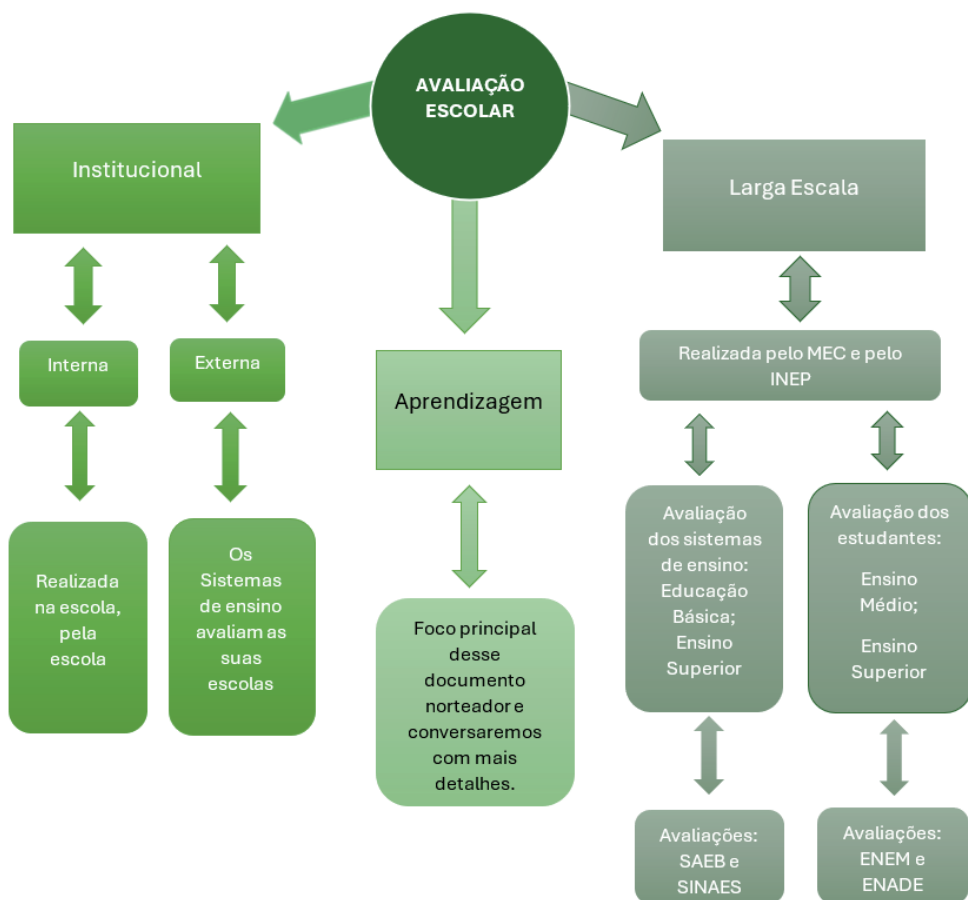 AVALIAÇÃO
ESCOLAR
Institucional
Larga Escala
Interna
Externa
Realizada pelo MEC e pelo
INEP
Aprendizagem
Realizada
na escola,
pela
escola
Os
Sistemas
de ensino
avaliam as
suas
escolas
Foco principal
desse
documento
norteador e
conversaremos
com mais
detalhes.
Avaliação
dos sistemas
de ensino:
Educação
Básica;
Ensino
Superior
Avaliação dos
estudantes:
Ensino
Médio;
Ensino
Superior
Avaliações:
SAEB e
SINAES
Avaliações:
ENEM e
ENADE